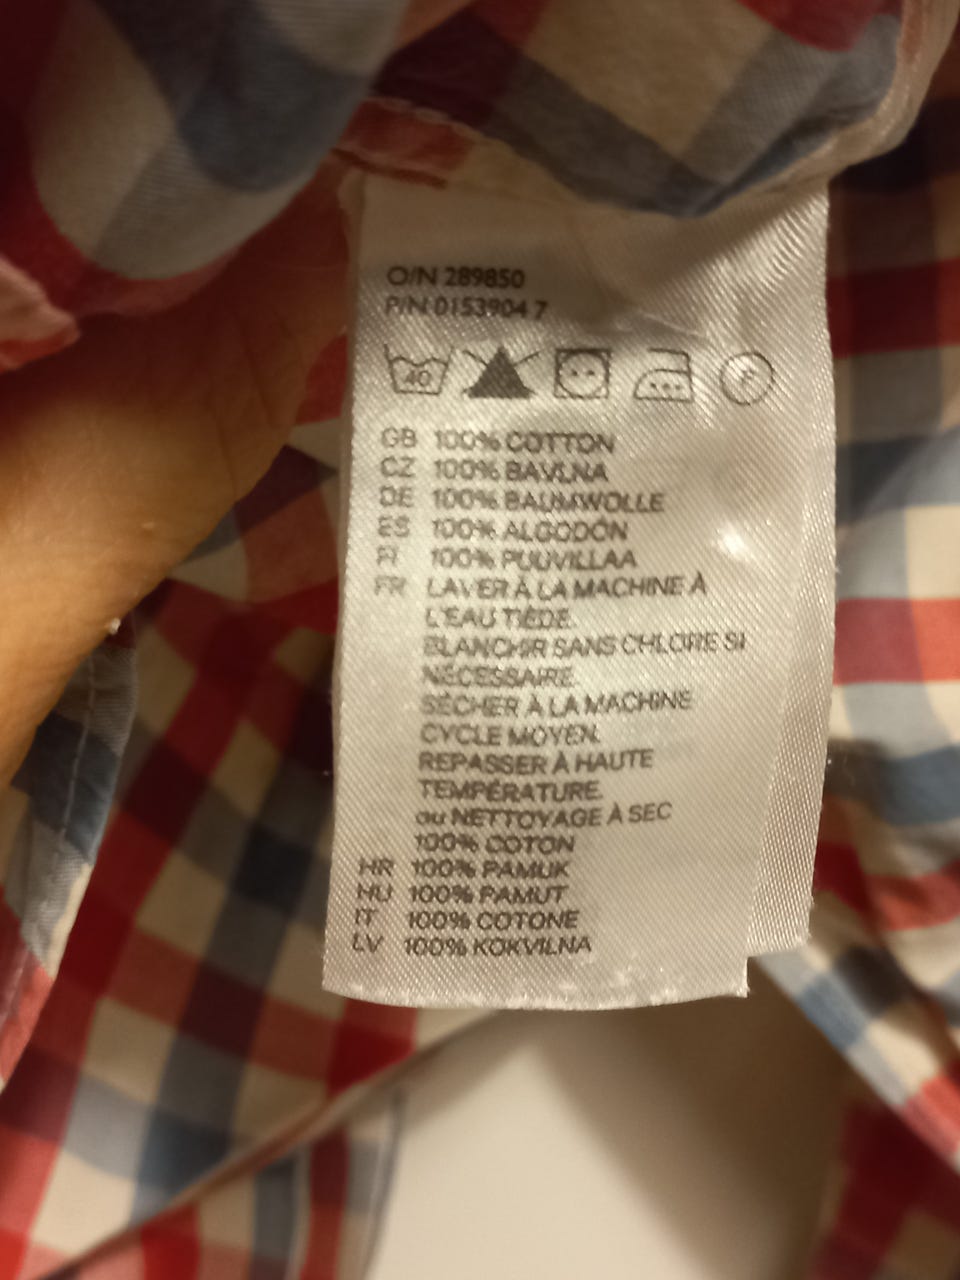 O/N 289850
P/N 0153904 7
40
GB 100% COTTON
CZ 100% BAVLNA
DE 100% BAUMWOLLE
ES 100% ALGODÓN
FI 100% PUUVILLAA
FR LAVER À LA MACHINE À
L'EAU TIÈDE.
BLANCHIR SANS CHLORE SI
NÉCESSAIRE.
SÉCHER À LA MACHINE
CYCLE MOYEN.
REPASSER À HAUTE
TEMPÉRATURE.
ou NETTOYAGE À SEC
100% COTON
HR 100% PAMUK
HU 100% PAMUT
IT 100% COTONE
LV 100% KOKVILNA